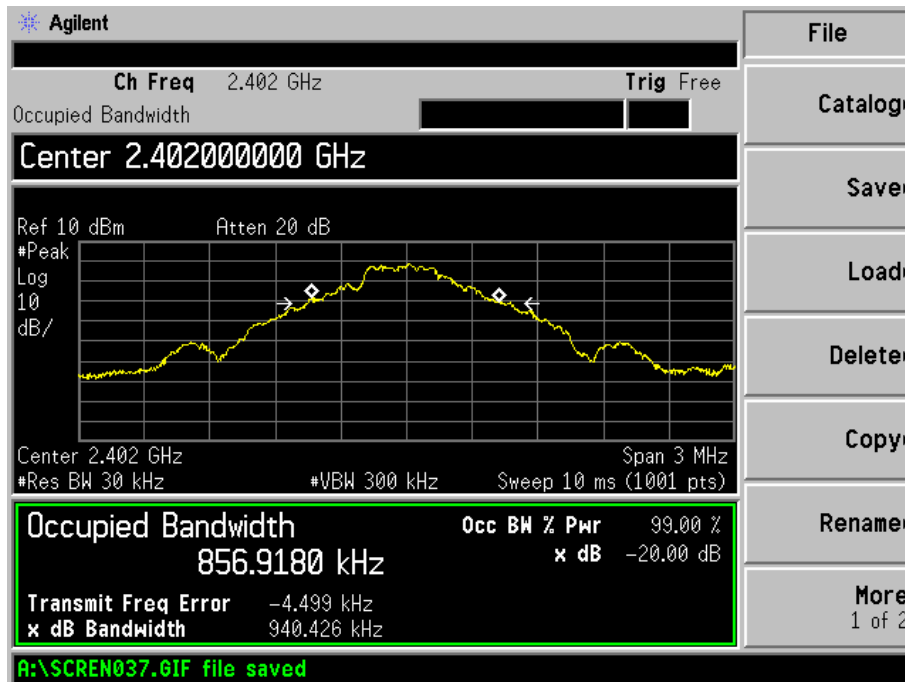 Agilent
File
Ch Freq 2.402 GHz Trig Free
Occupied Bandwidth
Catalog
Center 2.402000000 GHz
Save
Ref 10 dBm Atten 20 dB
#Peak
Log
10
dB/
Load
Delete
Copy
Center 2.402 GHz Span 3 MHz
#Res BW 30 kHz #VBW 300 kHz Sweep 10 ms (1001 pts)
Occupied Bandwidth
856.9180 kHz
Occ BW % Pwr 99.00 %
x dB -20.00 dB
Rename
Transmit Freq Error -4.499 kHz
x dB Bandwidth 940.426 kHz
More
1 of 2
A:\SCREN037.GIF file saved